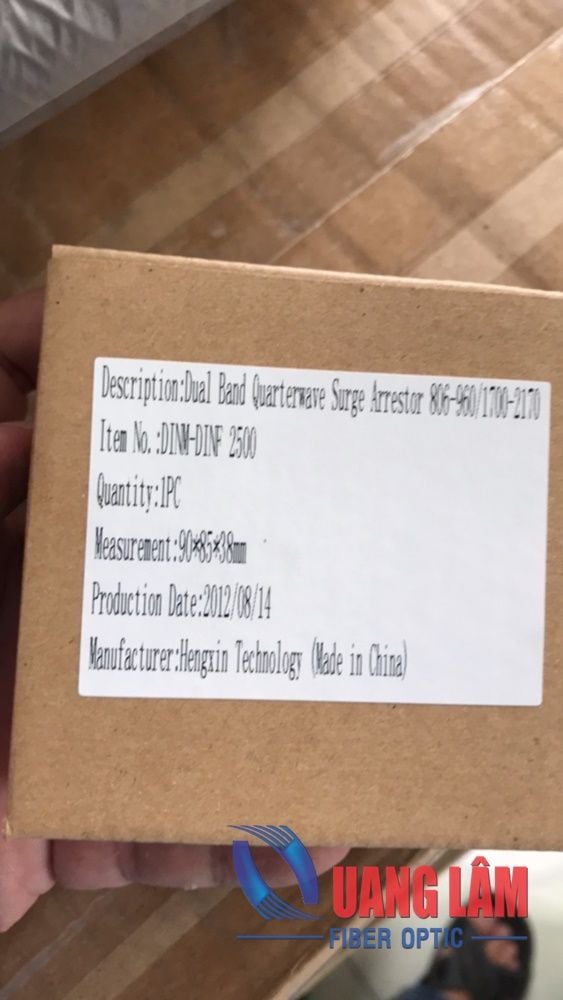 Description:Dual Band Quarterwave Surge Arrestor 806-960/1700-2170
Item No.:DINM-DINF 2500
Quantity:1PC
Measurement:90*85*38mm
Production Date:2012/08/14
Manufacturer:Hengxin Technology (Made in China)
UANG LÂM
FIBER OPTIC